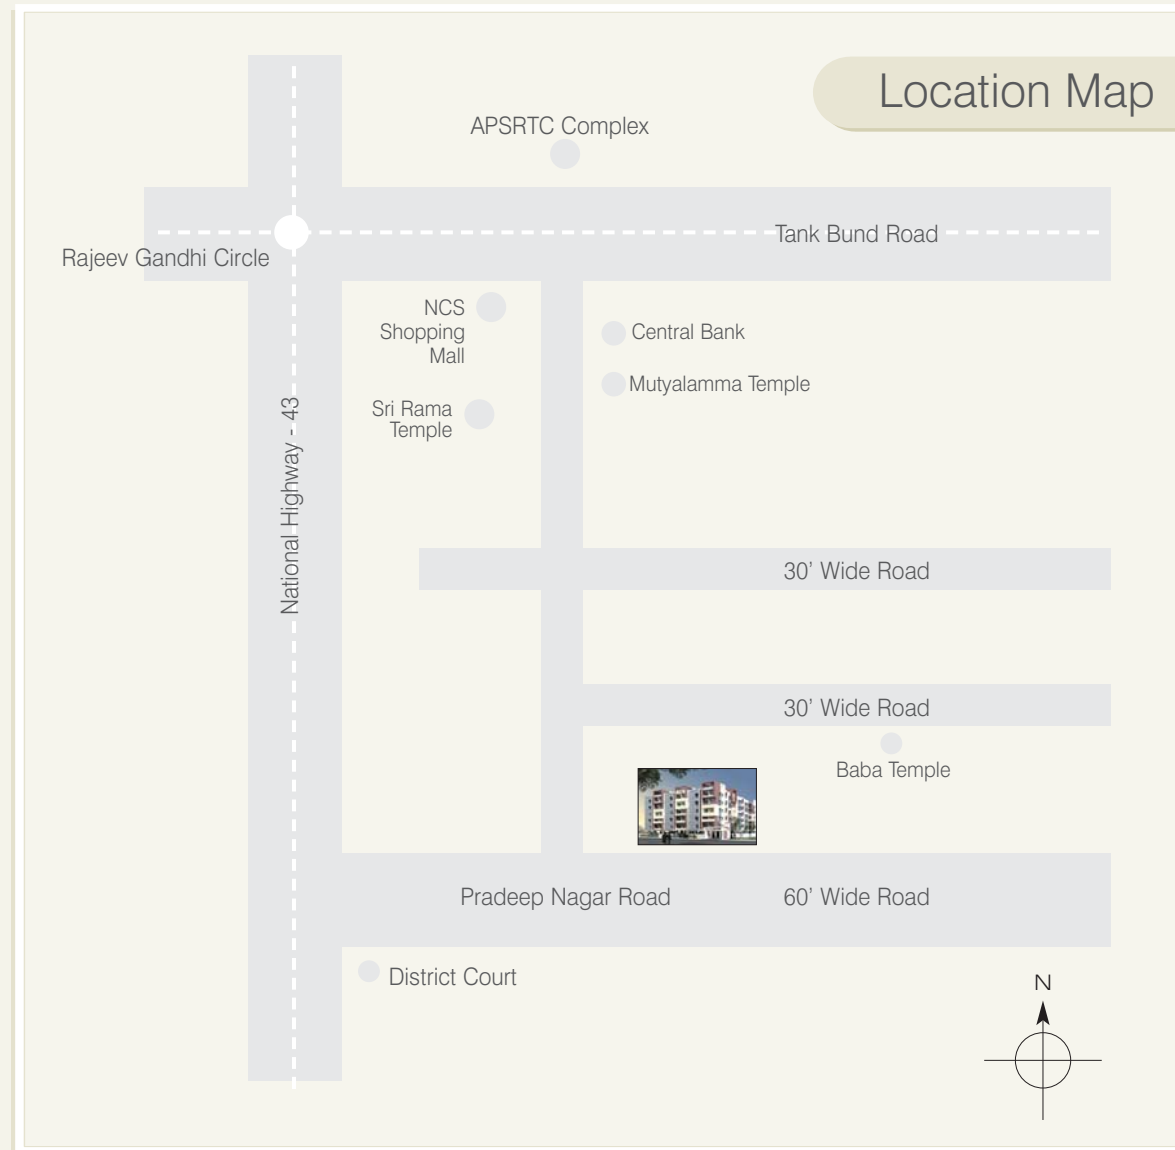 Location Map
APSRTC Complex
Tank Bund Road
Rajeev Gandhi Circle
NCS
Shopping
Mall
Central Bank
Mutyalamma Temple
Sri Rama
Temple
National Highway - 43
30’ Wide Road
30’ Wide Road
Baba Temple
Pradeep Nagar Road
60’ Wide Road
District Court
N